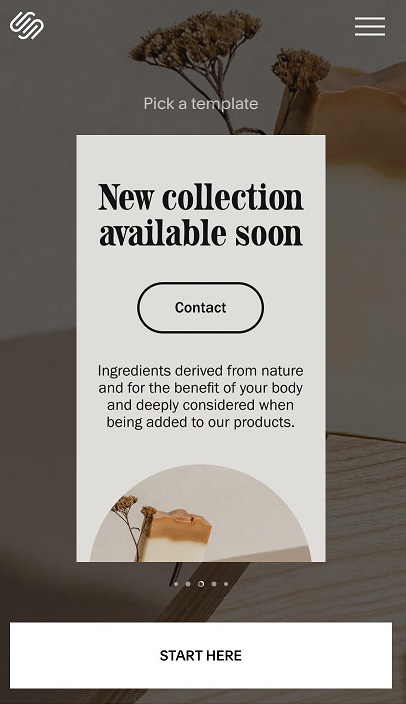 Pick a template
New collection
available soon
Contact
Ingredients derived from nature
and for the benefit of your body
and deeply considered when
being added to our products.
START HERE